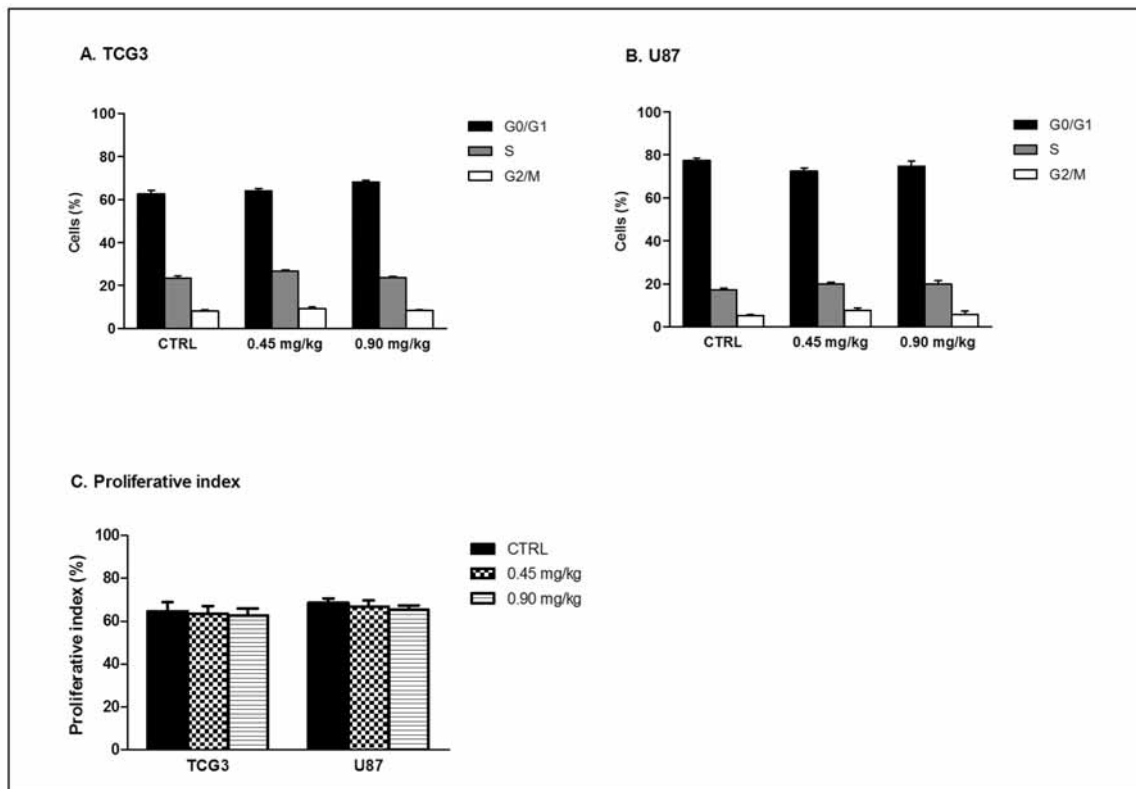 A. TCG3
100
80
60
40
20
0
Cells (%)
CTRL 0.45 mg/kg 0.90 mg/kg
G0/G1
S
G2/M
B. U87
100
80
60
40
20
0
Cells (%)
CTRL 0.45 mg/kg 0.90 mg/kg
G0/G1
S
G2/M
C. Proliferative index
100
80
60
40
20
0
Proliferative index (%)
TCG3 U87
CTRL
0.45 mg/kg
0.90 mg/kg